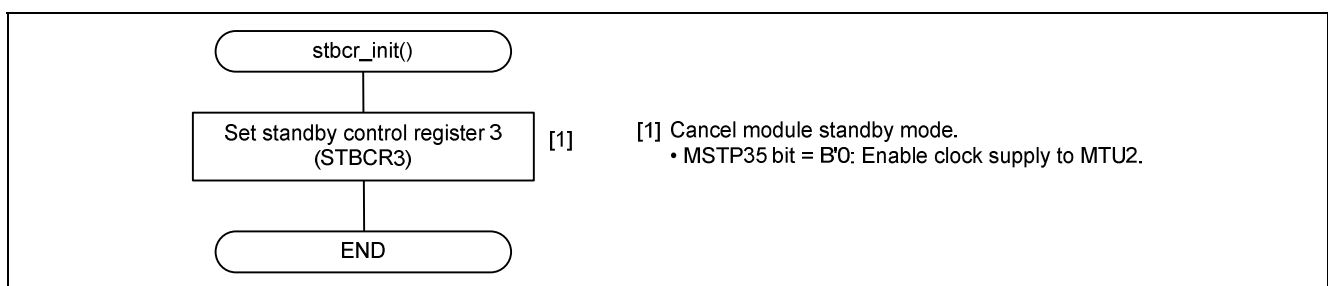 stbcr_init()
Set standby control register 3
(STBCR3)
[1]
[1] Cancel module standby mode.
• MSTP35 bit = B'0: Enable clock supply to MTU2.
END